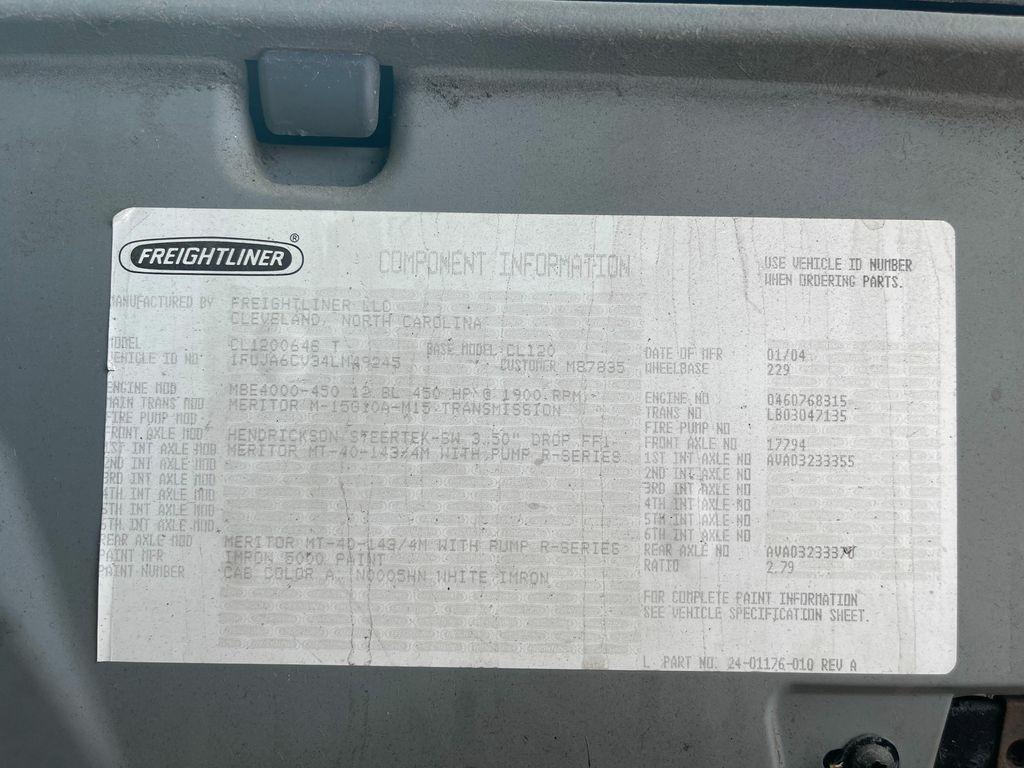 FREIGHTLINER ®
COMPONENT INFORMATION
USE VEHICLE ID NUMBER
WHEN ORDERING PARTS.
MANUFACTURED BY FREIGHTLINER LLC
CLEVELAND, NORTH CAROLINA
MODEL CL120064S T BASE MODEL CL120 DATE OF MFR 01/04
VEHICLE ID NO 1FUJA6CV34LM49245 CUSTOMER M87835 WHEELBASE 229
ENGINE MOD MBE4000-450 12.8L 450 HP @ 1900 RPM ENGINE NO 0460768315
MAIN TRANS MOD MERITOR M-15G10A-M15 TRANSMISSION TRANS NO LB03047135
FIRE PUMP MOD FIRE PUMP NO
FRONT AXLE MOD HENDRICKSON STEERTEK-SW 3.50" DROP FF1- FRONT AXLE NO 17794
1ST INT AXLE MOD MERITOR MT-40-143/4M WITH PUMP R-SERIES 1ST INT AXLE NO AVA03233355
2ND INT AXLE MOD 2ND INT AXLE NO
3RD INT AXLE MOD 3RD INT AXLE NO
4TH INT AXLE MOD 4TH INT AXLE NO
5TH INT AXLE MOD 5TH INT AXLE NO
6TH INT AXLE MOD 6TH INT AXLE NO
REAR AXLE MOD MERITOR MT-40-143/4M WITH PUMP R-SERIES REAR AXLE NO
PAINT MFR IMRON 5000 PAINT RATIO 2.79
PAINT NUMBER CAB COLOR A: N0005HN WHITE IMRON
FOR COMPLETE PAINT INFORMATION
SEE VEHICLE SPECIFICATION SHEET.
L PART NO. 24-01176-010 REV A